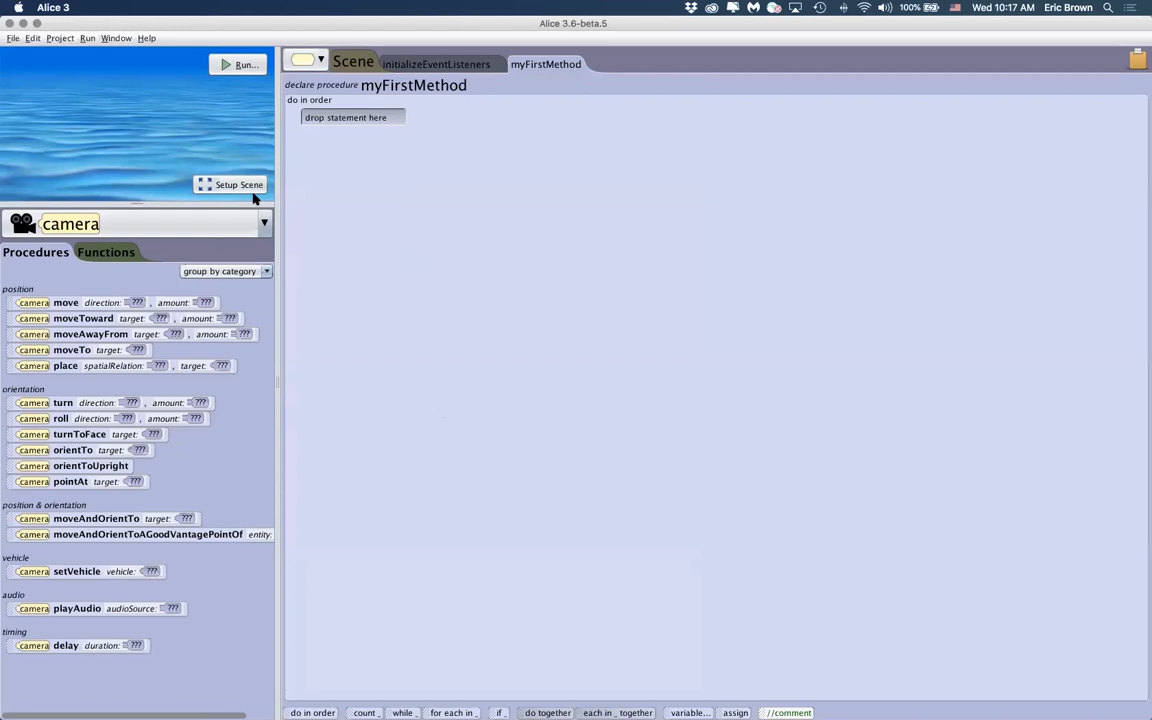 Alice 3
100%
Wed 10:17 AM Eric Brown
Alice 3.6-beta.5
File Edit Project Run Window Help
Run...
Setup Scene
Scene initializeEventListeners myFirstMethod
declare procedure myFirstMethod
do in order
drop statement here
camera
Procedures Functions
group by category
position
camera move direction: ??? , amount: ???
camera moveToward target: ??? , amount: ???
camera moveAwayFrom target: ??? , amount: ???
camera moveTo target: ???
camera place spatialRelation: ??? , target: ???
orientation
camera turn direction: ??? , amount: ???
camera roll direction: ??? , amount: ???
camera turnToFace target: ???
camera orientTo target: ???
camera orientToUpright
camera pointAt target: ???
position & orientation
camera moveAndOrientTo target: ???
camera moveAndOrientToAGoodVantagePointOf entity:
vehicle
camera setVehicle vehicle: ???
audio
camera playAudio audioSource: ???
timing
camera delay duration: ???
do in order count _ while _ for each in _ if _ do together each in _ together variable... assign //comment